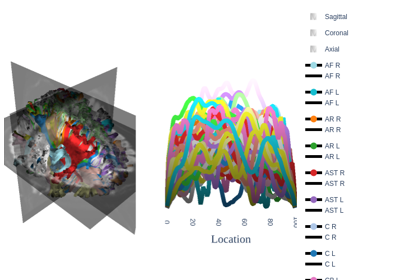 Sagittal
Coronal
Axial
AF R
AF R
AF L
AF L
AR R
AR R
AR L
AR L
AST R
AST R
AST L
AST L
C R
C R
C L
C L
0
20
40
60
80
Location